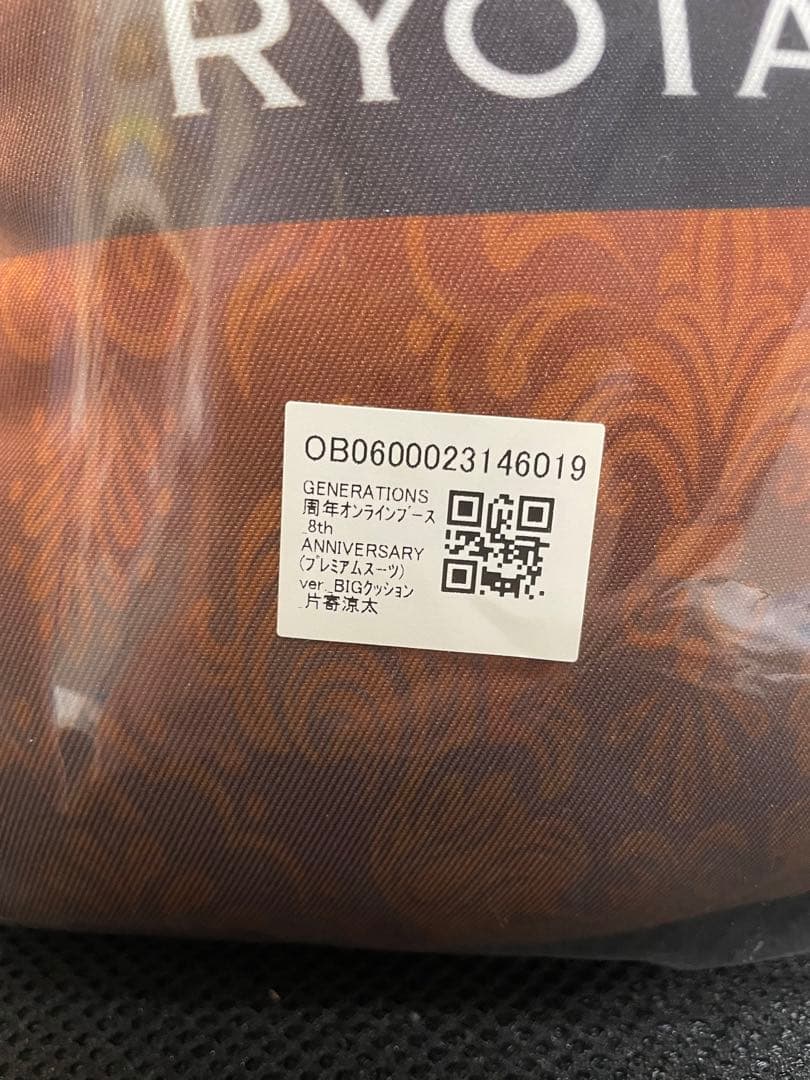 RYOTA
OB0600023146019
GENERATIONS
周年オンラインブース
_8th
ANNIVERSARY
(プレミアムスーツ)
ver._BIGクッション
_片寄涼太